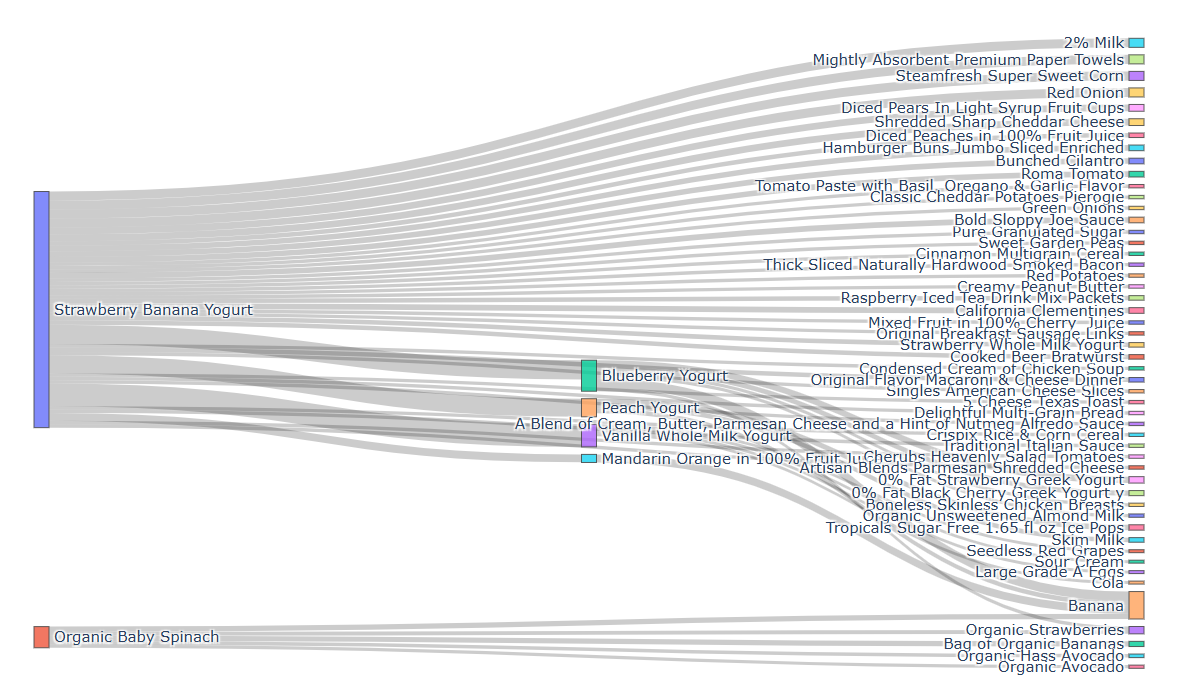 2% Milk
Mightly Absorbent Premium Paper Towels
Steamfresh Super Sweet Corn
Red Onion
Diced Pears In Light Syrup Fruit Cups
Shredded Sharp Cheddar Cheese
Diced Peaches in 100% Fruit Juice
Hamburger Buns Jumbo Sliced Enriched
Bunched Cilantro
Roma Tomato
Tomato Paste with Basil, Oregano & Garlic Flavor
Classic Cheddar Potatoes Pierogie
Green Onions
Bold Sloppy Joe Sauce
Pure Granulated Sugar
Sweet Garden Peas
Cinnamon Multigrain Cereal
Thick Sliced Naturally Hardwood Smoked Bacon
Red Potatoes
Creamy Peanut Butter
Raspberry Iced Tea Drink Mix Packets
Strawberry Banana Yogurt
California Clementines
Mixed Fruit in 100% Cherry Juice
Original Breakfast Sausage Links
Strawberry Whole Milk Yogurt
Cooked Beer Bratwurst
Condensed Cream of Chicken Soup
Blueberry Yogurt
Original Flavor Macaroni & Cheese Dinner
Singles American Cheese Slices
5 Cheese Texas Toast
Peach Yogurt
Delightful Multi-Grain Bread
A Blend of Cream, Butter, Parmesan Cheese and a Hint of Nutmeg Alfredo Sauce
Vanilla Whole Milk Yogurt
Crispix Rice & Corn Cereal
Traditional Italian Sauce
Mandarin Orange in 100% Fruit
Cherubs Heavenly Salad Tomatoes
Artisan Blends Parmesan Shredded Cheese
0% Fat Strawberry Greek Yogurt
0% Fat Black Cherry Greek Yogurt y
Boneless Skinless Chicken Breasts
Organic Unsweetened Almond Milk
Tropicals Sugar Free 1.65 fl oz Ice Pops
Skim Milk
Seedless Red Grapes
Sour Cream
Large Grade A Eggs
Cola
Banana
Organic Strawberries
Organic Baby Spinach
Bag of Organic Bananas
Organic Hass Avocado
Organic Avocado